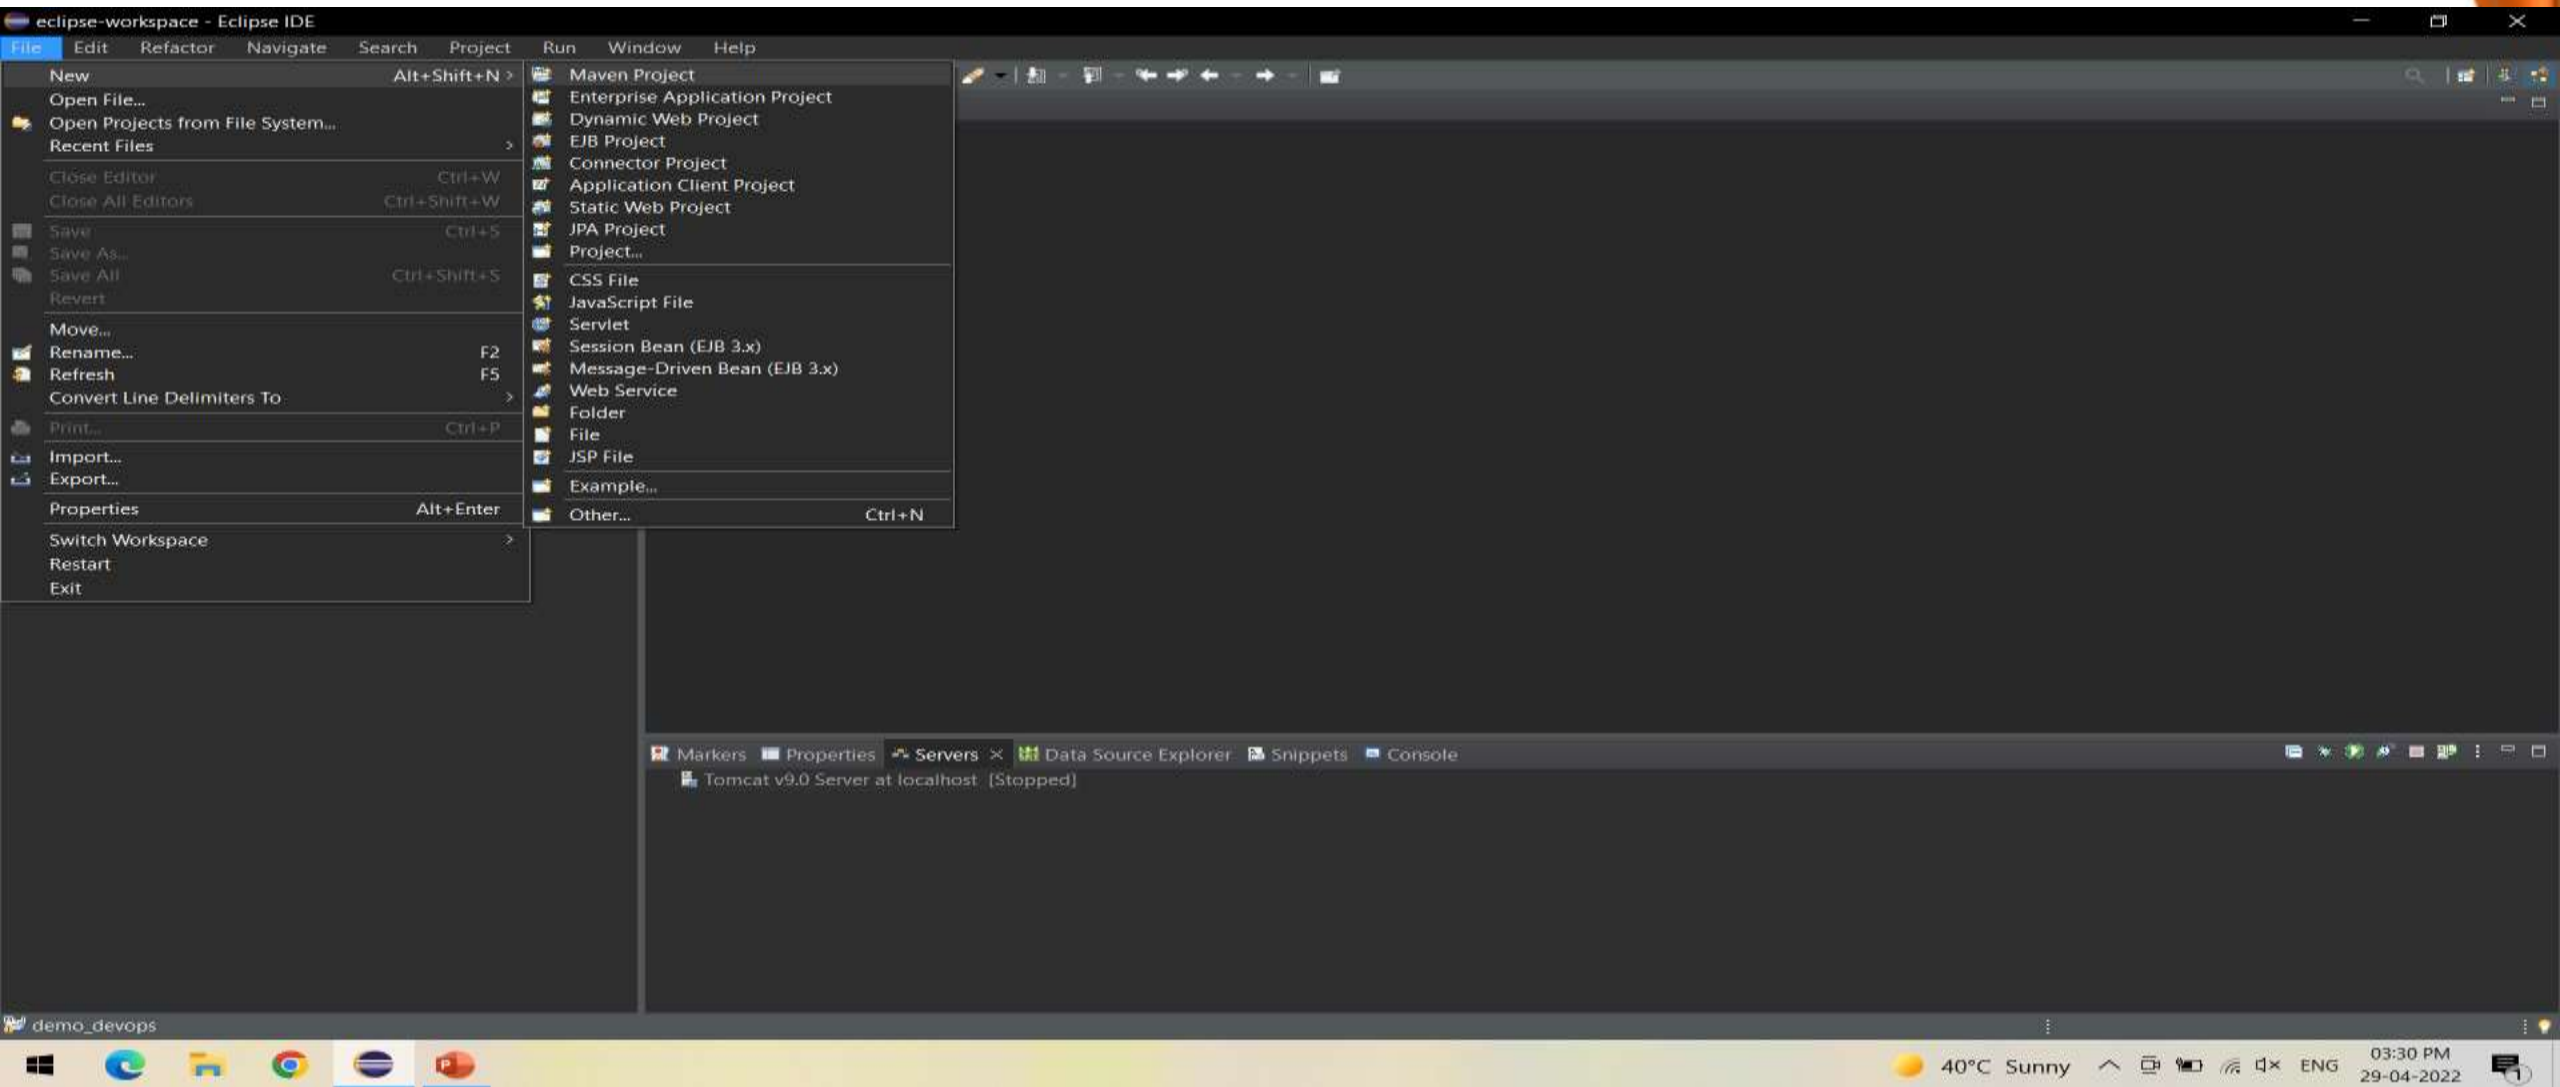 eclipse-workspace - Eclipse IDE
File Edit Refactor Navigate Search Project Run Window Help
New Alt+Shift+N >
Open File...
Open Projects from File System...
Recent Files >
Close Editor Ctrl+W
Close All Editors Ctrl+Shift+W
Save Ctrl+S
Save As...
Save All Ctrl+Shift+S
Revert
Move...
Rename... F2
Refresh F5
Convert Line Delimiters To >
Print... Ctrl+P
Import...
Export...
Properties Alt+Enter
Switch Workspace >
Restart
Exit
Maven Project
Enterprise Application Project
Dynamic Web Project
EJB Project
Connector Project
Application Client Project
Static Web Project
JPA Project
Project...
CSS File
JavaScript File
Servlet
Session Bean (EJB 3.x)
Message-Driven Bean (EJB 3.x)
Web Service
Folder
File
JSP File
Example...
Other... Ctrl+N
Markers Properties Servers Data Source Explorer Snippets Console
Tomcat v9.0 Server at localhost [Stopped]
demo_devops
40°C Sunny ENG 03:30 PM
29-04-2022